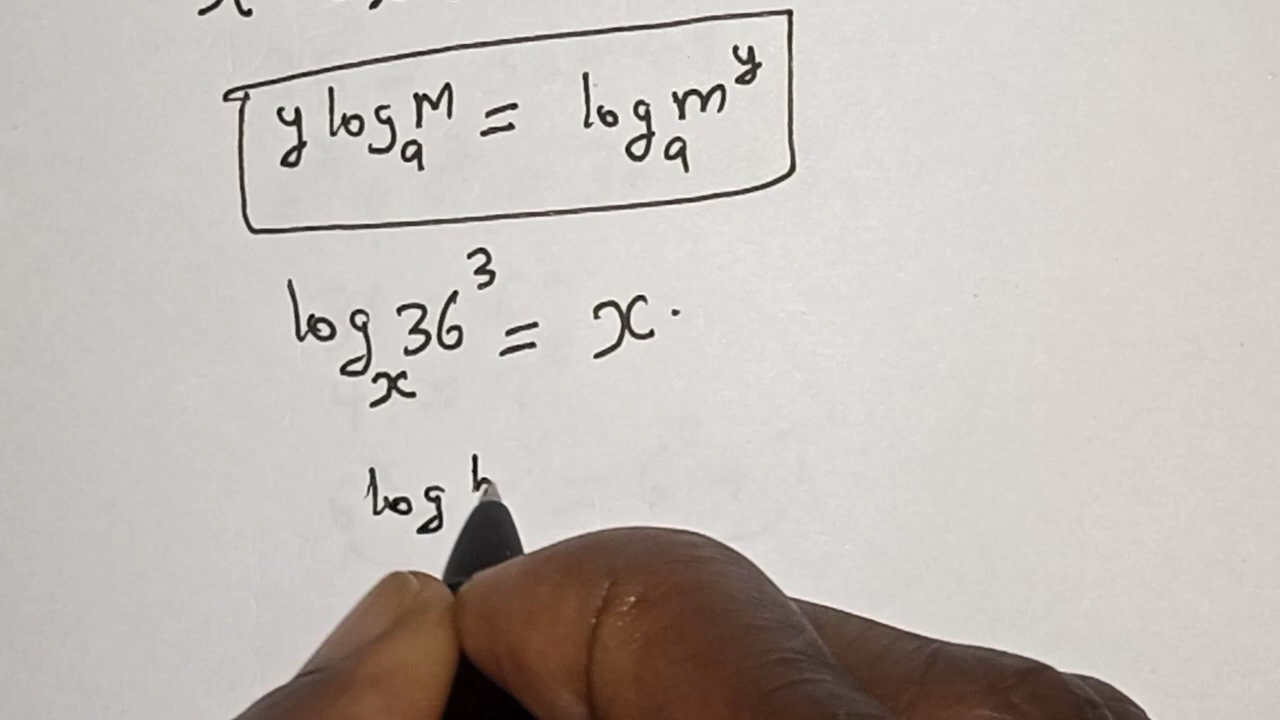 y log_a M = log_a m^y
log_x 36^3 = x.
log